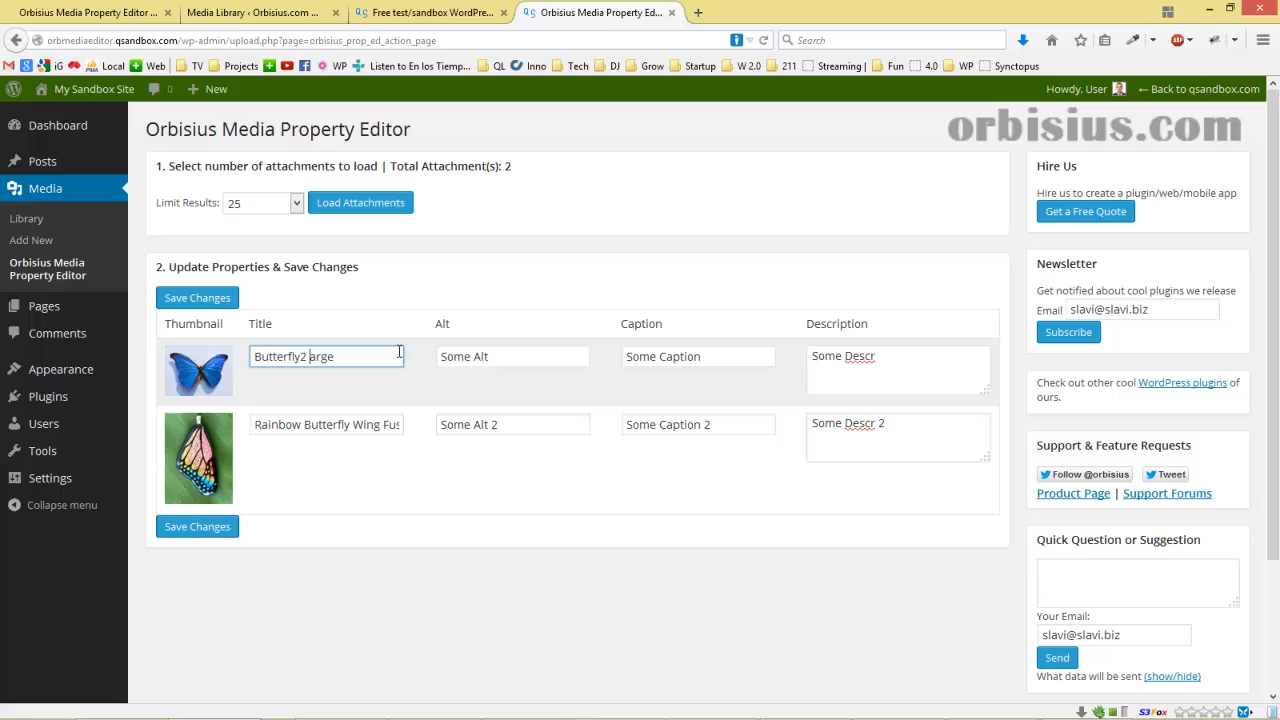 Orbisius Media Property Editor ...
Media Library ‹ Orbisius.com ...
Free test/sandbox WordPre...
Orbisius Media Property Ed...
orbmediaeditor.qsandbox.com/wp-admin/upload.php?page=orbisius_prop_ed_action_page
Search
iG
Local
Web
TV
Projects
WP
Listen to En los Tiemp...
QL
Inno
Tech
DJ
Grow
Startup
W 2.0
211
Streaming |
Fun
4.0
WP
Synctopus
My Sandbox Site
0
New
Howdy, User
← Back to qsandbox.com
Dashboard
Posts
Media
Library
Add New
Orbisius Media
Property Editor
Pages
Comments
Appearance
Plugins
Users
Tools
Settings
Collapse menu
Orbisius Media Property Editor
orbisius.com
1. Select number of attachments to load | Total Attachment(s): 2
Limit Results:
25
Load Attachments
2. Update Properties & Save Changes
Save Changes
Thumbnail
Title
Alt
Caption
Description
Butterfly2 arge
Some Alt
Some Caption
Some Descr
Rainbow Butterfly Wing Fus
Some Alt 2
Some Caption 2
Some Descr 2
Save Changes
Hire Us
Hire us to create a plugin/web/mobile app
Get a Free Quote
Newsletter
Get notified about cool plugins we release
Email
slavi@slavi.biz
Subscribe
Check out other cool WordPress plugins of
ours.
Support & Feature Requests
Follow @orbisius
Tweet
Product Page | Support Forums
Quick Question or Suggestion
Your Email:
slavi@slavi.biz
Send
What data will be sent (show/hide)
S3Fox